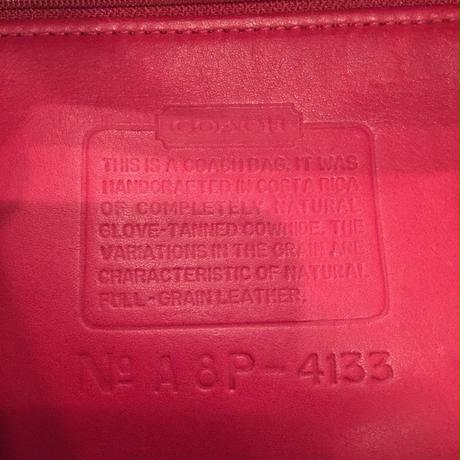 COACH
THIS IS A COACH BAG. IT WAS
HANDCRAFTED IN COSTA RICA
OF COMPLETELY NATURAL
GLOVE-TANNED COWHIDE. THE
VARIATIONS IN THE GRAIN ARE
CHARACTERISTIC OF NATURAL
FULL-GRAIN LEATHER.
Nº A8P-4133